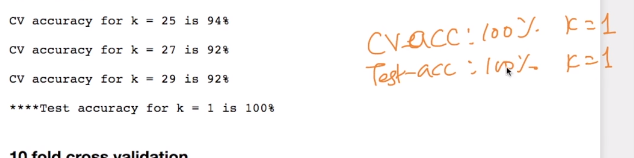 CV accuracy for k = 25 is 94%
CV accuracy for k = 27 is 92%
CV accuracy for k = 29 is 92%
****Test accuracy for k = 1 is 100%
CV-acc : 100%. k=1
Test-acc : 100%. k=1
10 fold cross validation